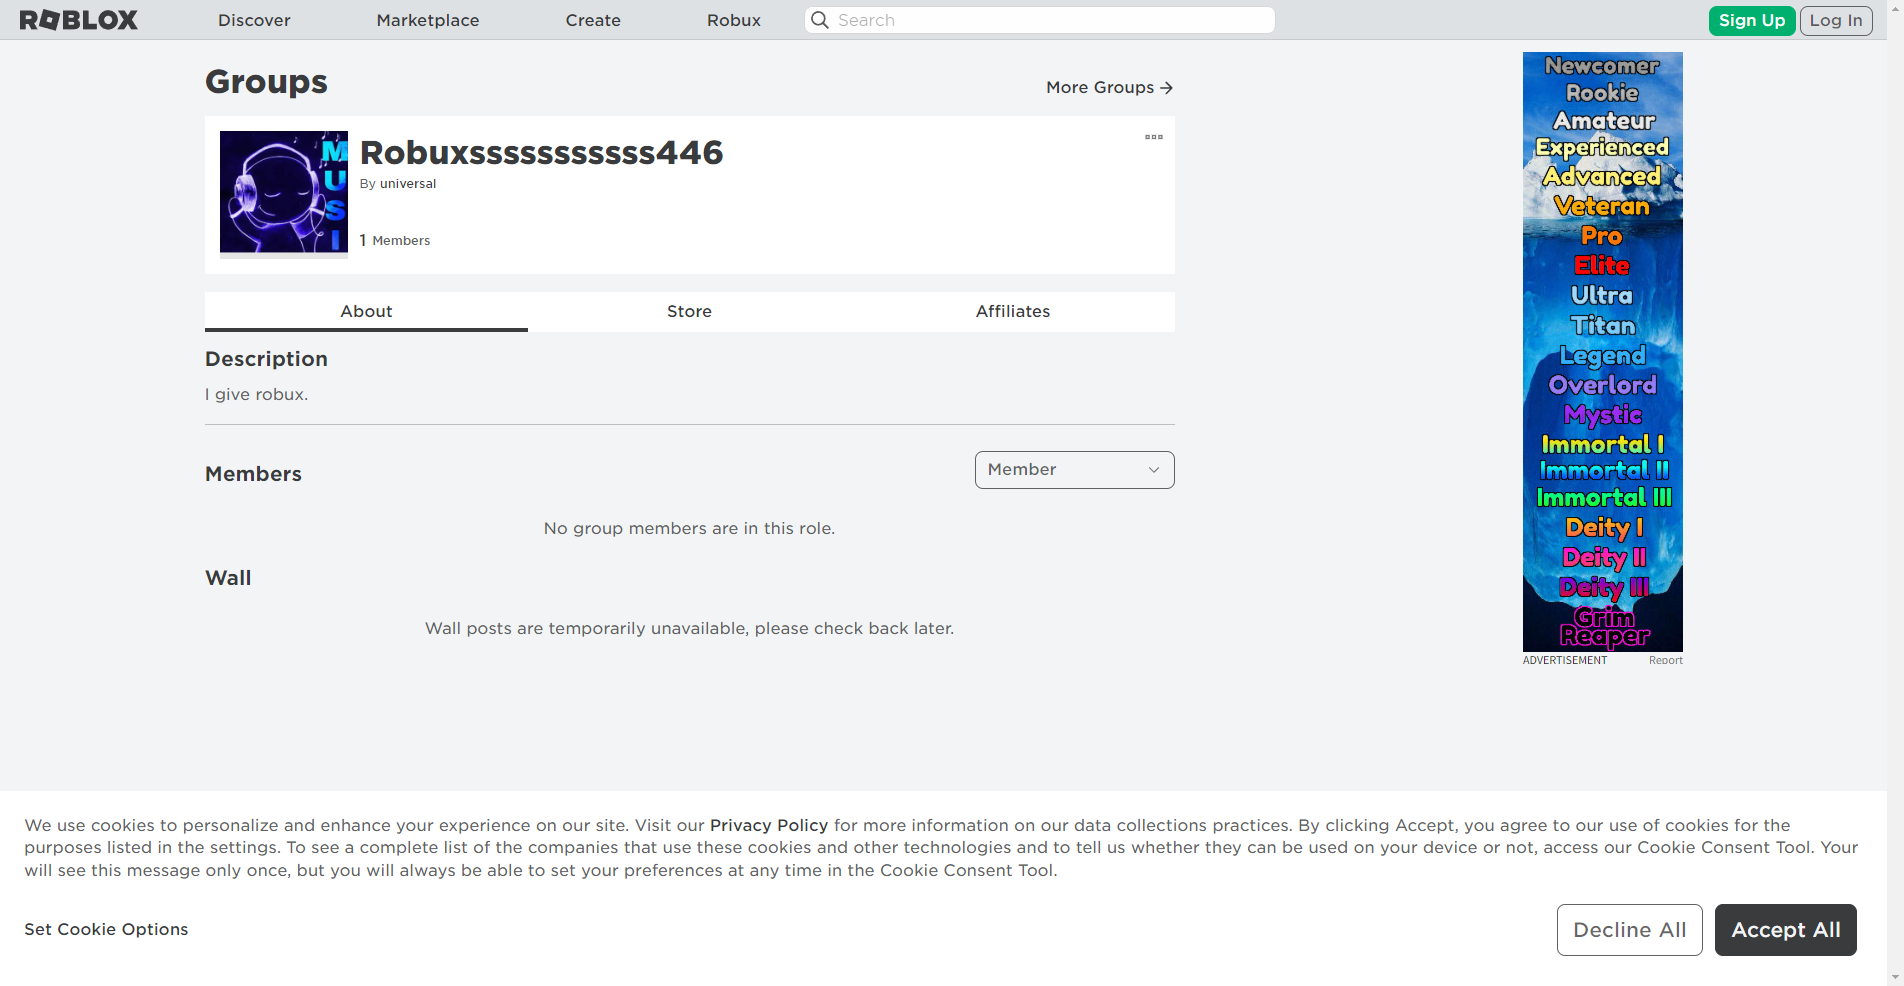 ROBLOX
Discover
Marketplace
Create
Robux
Search
Sign Up
Log In
Groups
More Groups
M
U
S
I
Robuxsssssssssss446
By universal
1 Members
About
Store
Affiliates
Description
I give robux.
Members
Member
No group members are in this role.
Wall
Wall posts are temporarily unavailable, please check back later.
Newcomer
Rookie
Amateur
Experienced
Advanced
Veteran
Pro
Elite
Ultra
Titan
Legend
Overlord
Mystic
Immortal I
Immortal II
Immortal III
Deity I
Deity II
Deity III
Grim
Reaper
ADVERTISEMENT
Report
We use cookies to personalize and enhance your experience on our site. Visit our Privacy Policy for more information on our data collections practices. By clicking Accept, you agree to our use of cookies for the
purposes listed in the settings. To see a complete list of the companies that use these cookies and other technologies and to tell us whether they can be used on your device or not, access our Cookie Consent Tool. Your
will see this message only once, but you will always be able to set your preferences at any time in the Cookie Consent Tool.
Set Cookie Options
Decline All
Accept All